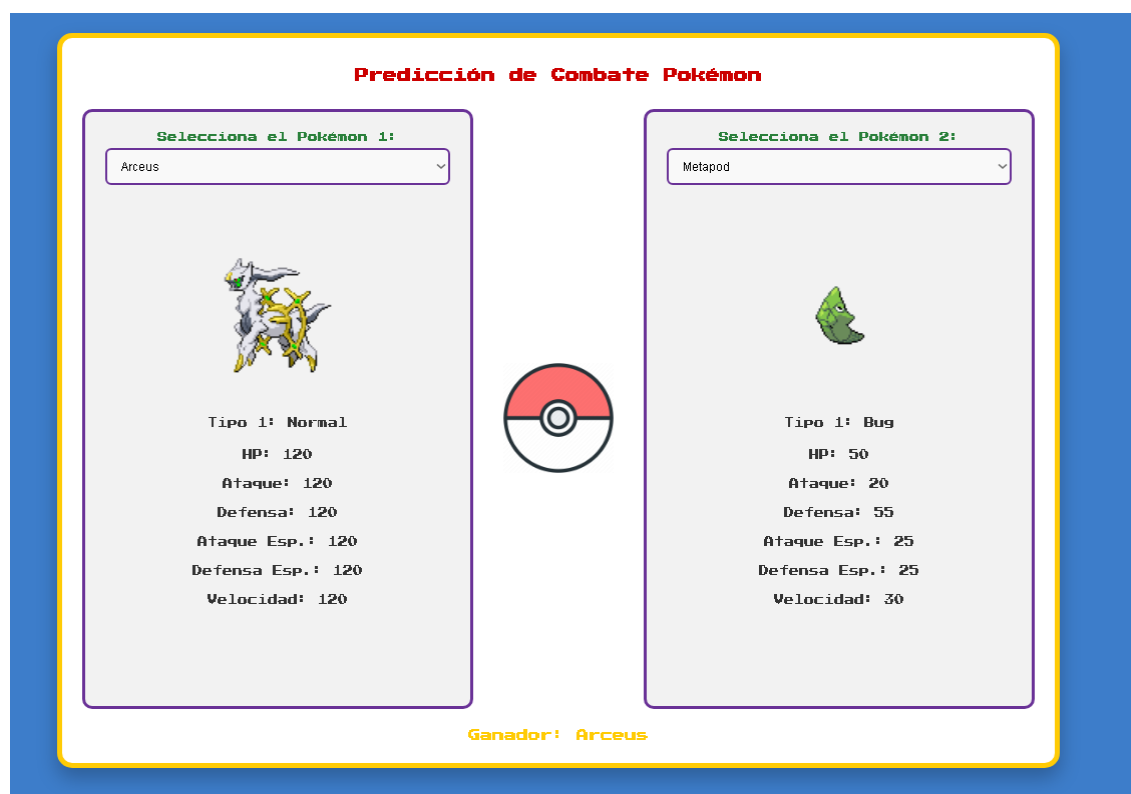 Predicción de Combate Pokémon
Selecciona el Pokémon 1:
Arceus
Tipo 1: Normal
HP: 120
Ataque: 120
Defensa: 120
Ataque Esp.: 120
Defensa Esp.: 120
Velocidad: 120
Selecciona el Pokémon 2:
Metapod
Tipo 1: Bug
HP: 50
Ataque: 20
Defensa: 55
Ataque Esp.: 25
Defensa Esp.: 25
Velocidad: 30
Ganador: Arceus